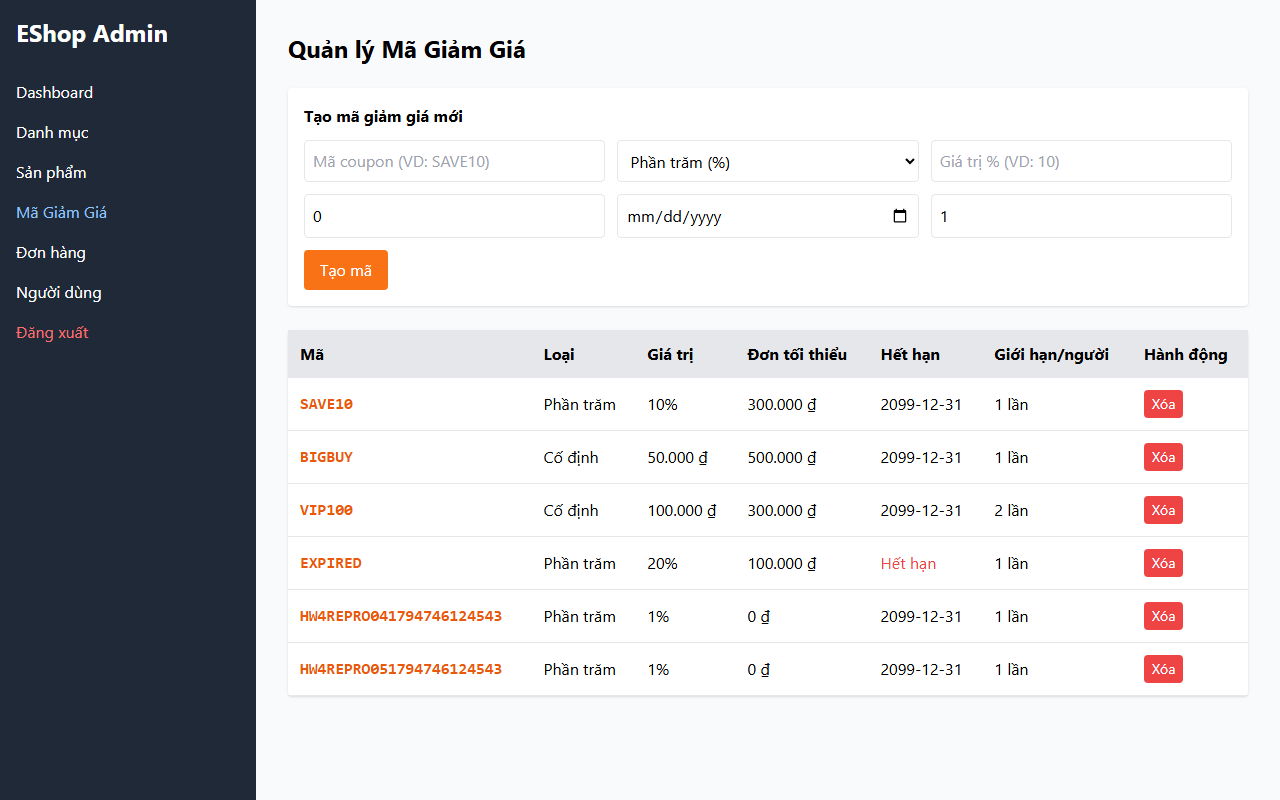 EShop Admin
Dashboard
Danh mục
Sản phẩm
Mã Giảm Giá
Đơn hàng
Người dùng
Đăng xuất
Quản lý Mã Giảm Giá
Tạo mã giảm giá mới
Mã coupon (VD: SAVE10) Phần trăm (%) Giá trị % (VD: 10)
0 mm/dd/yyyy 1
Tạo mã
Mã Loại Giá trị Đơn tối thiểu Hết hạn Giới hạn/người Hành động
SAVE10 Phần trăm 10% 300.000 ₫ 2099-12-31 1 lần Xóa
BIGBUY Cố định 50.000 ₫ 500.000 ₫ 2099-12-31 1 lần Xóa
VIP100 Cố định 100.000 ₫ 300.000 ₫ 2099-12-31 2 lần Xóa
EXPIRED Phần trăm 20% 100.000 ₫ Hết hạn 1 lần Xóa
HW4REPRO041794746124543 Phần trăm 1% 0 ₫ 2099-12-31 1 lần Xóa
HW4REPRO051794746124543 Phần trăm 1% 0 ₫ 2099-12-31 1 lần Xóa